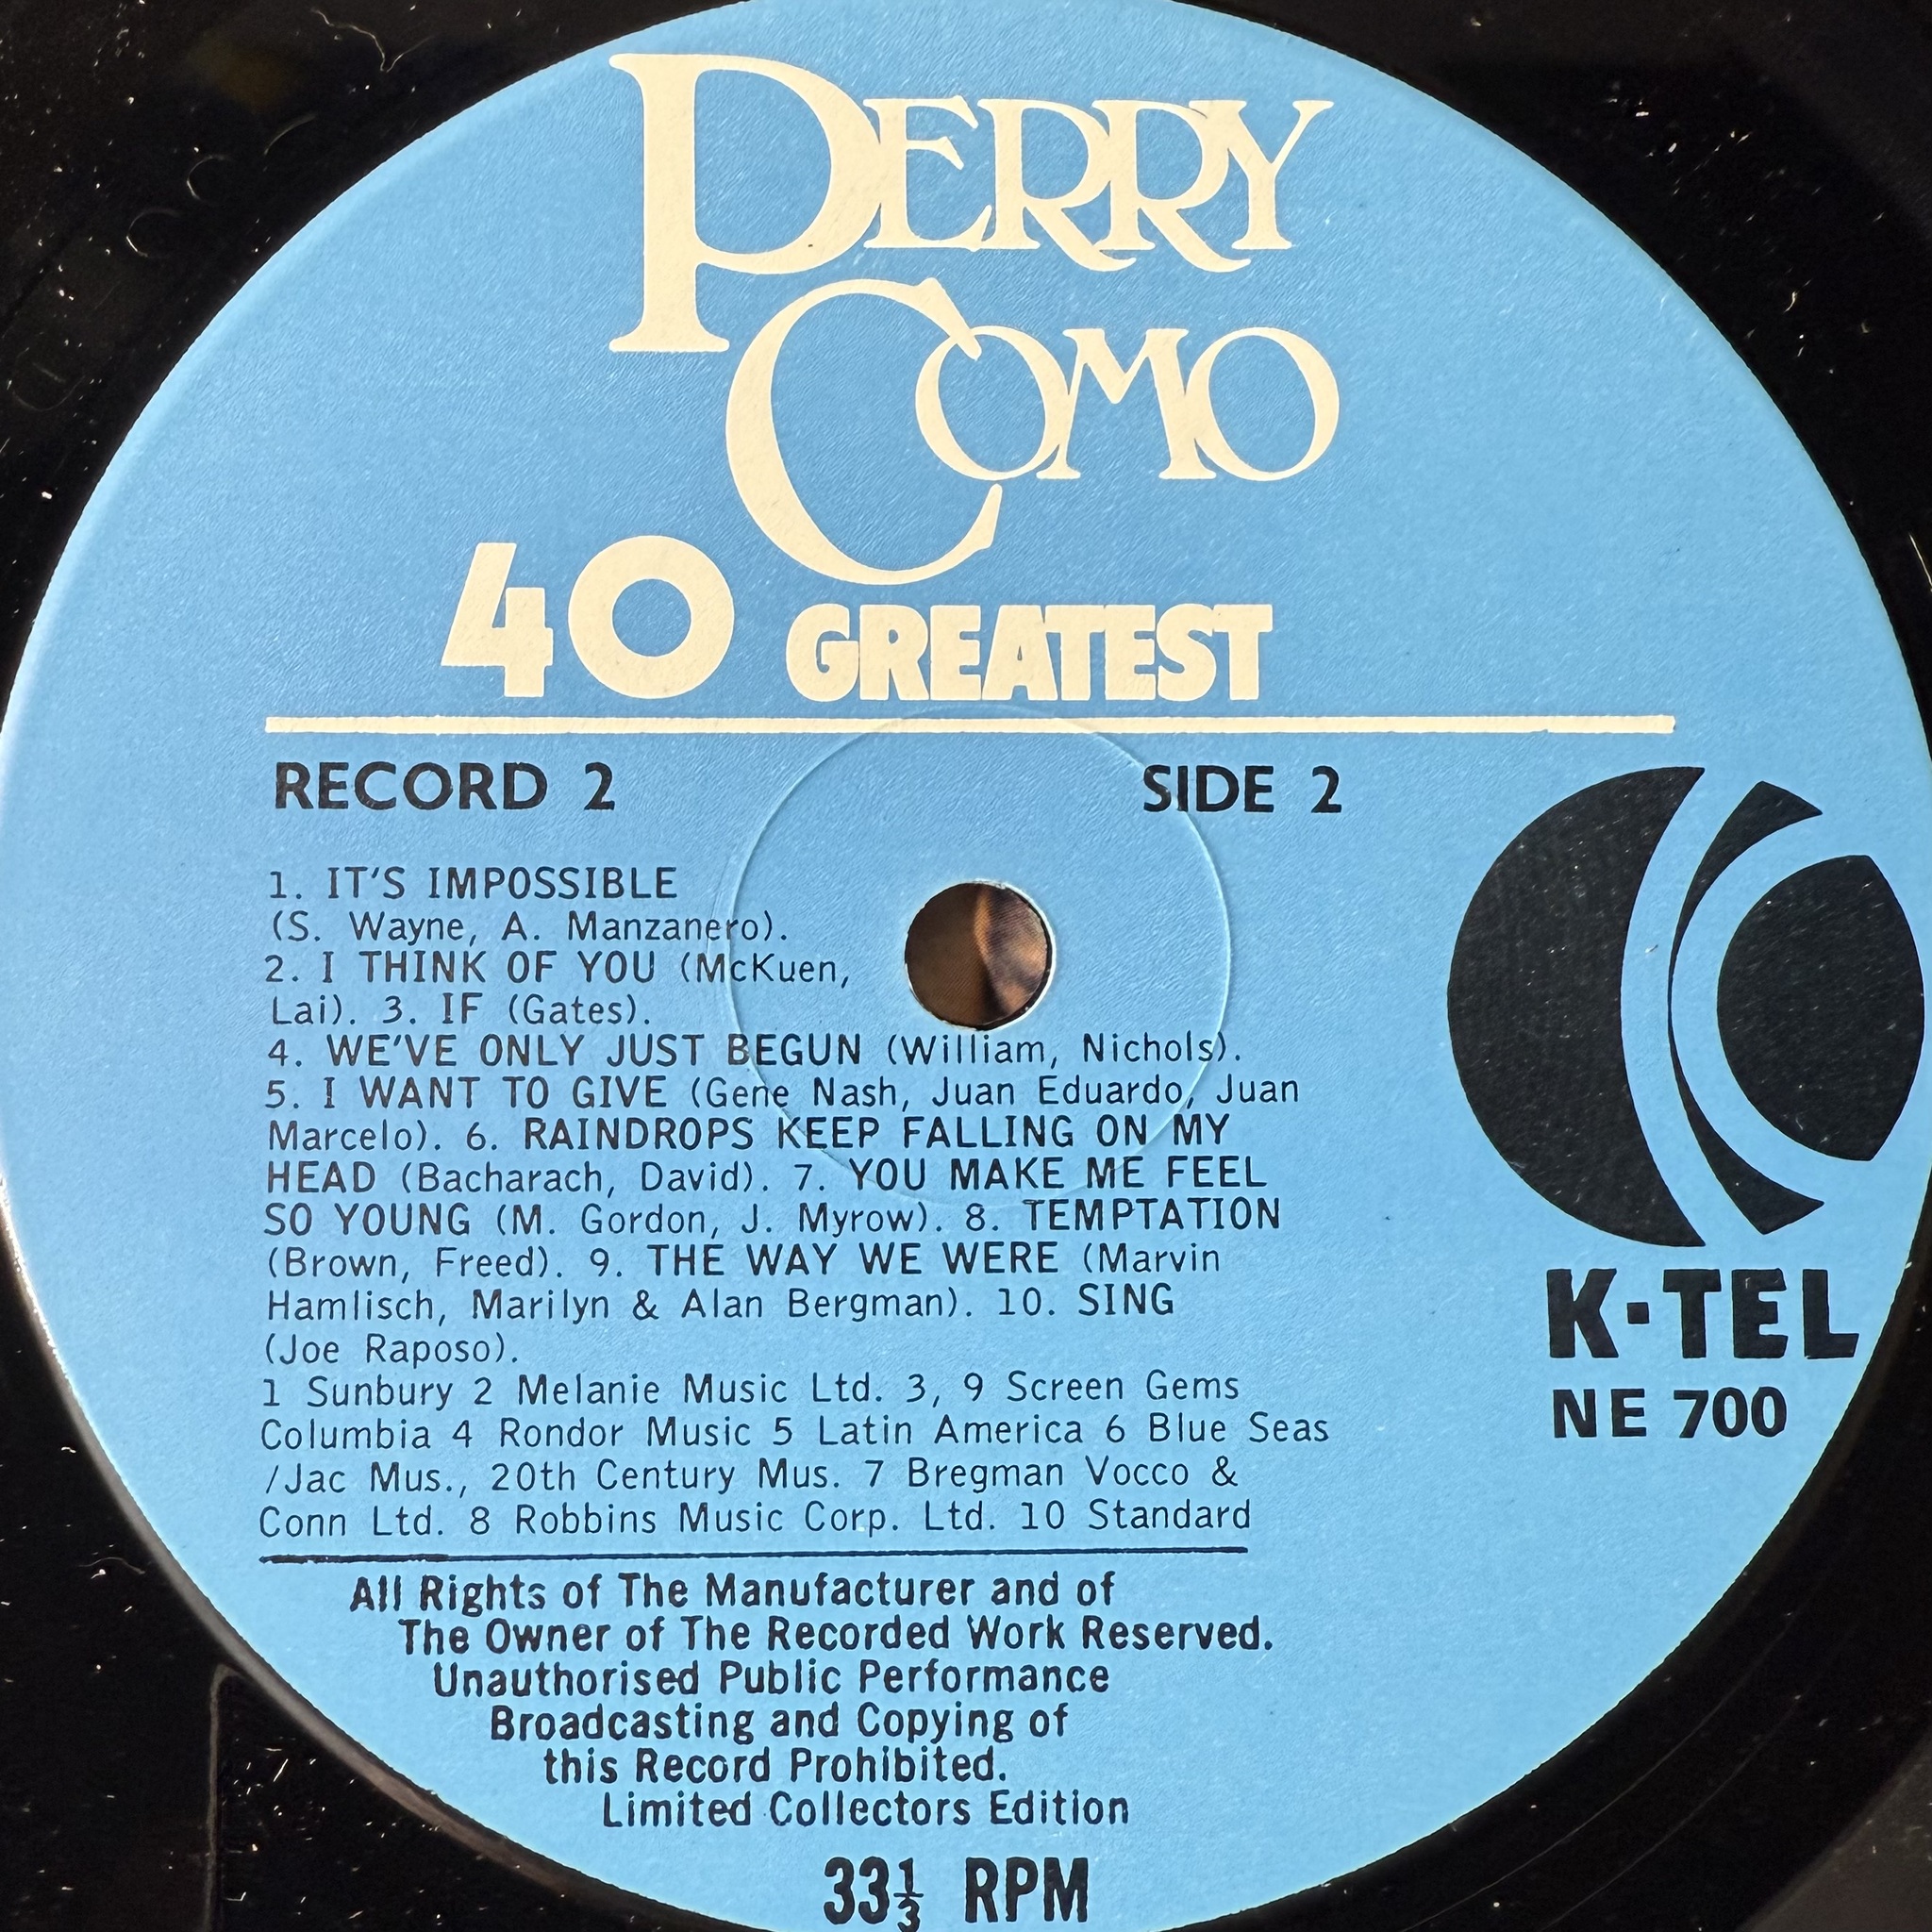 PERRY
COMO
40 GREATEST
RECORD 2 SIDE 2
1. IT'S IMPOSSIBLE
(S. Wayne, A. Manzanero).
2. I THINK OF YOU (McKuen,
Lai). 3. IF (Gates).
4. WE'VE ONLY JUST BEGUN (William, Nichols).
5. I WANT TO GIVE (Gene Nash, Juan Eduardo, Juan
Marcelo). 6. RAINDROPS KEEP FALLING ON MY
HEAD (Bacharach, David). 7. YOU MAKE ME FEEL
SO YOUNG (M. Gordon, J. Myrow). 8. TEMPTATION
(Brown, Freed). 9. THE WAY WE WERE (Marvin
Hamlisch, Marilyn & Alan Bergman). 10. SING
(Joe Raposo).
1 Sunbury 2 Melanie Music Ltd. 3, 9 Screen Gems
Columbia 4 Rondor Music 5 Latin America 6 Blue Seas
/Jac Mus., 20th Century Mus. 7 Bregman Vocco &
Conn Ltd. 8 Robbins Music Corp. Ltd. 10 Standard
K·TEL
NE 700
All Rights of The Manufacturer and of
The Owner of The Recorded Work Reserved.
Unauthorised Public Performance
Broadcasting and Copying of
this Record Prohibited.
Limited Collectors Edition
33⅓ RPM